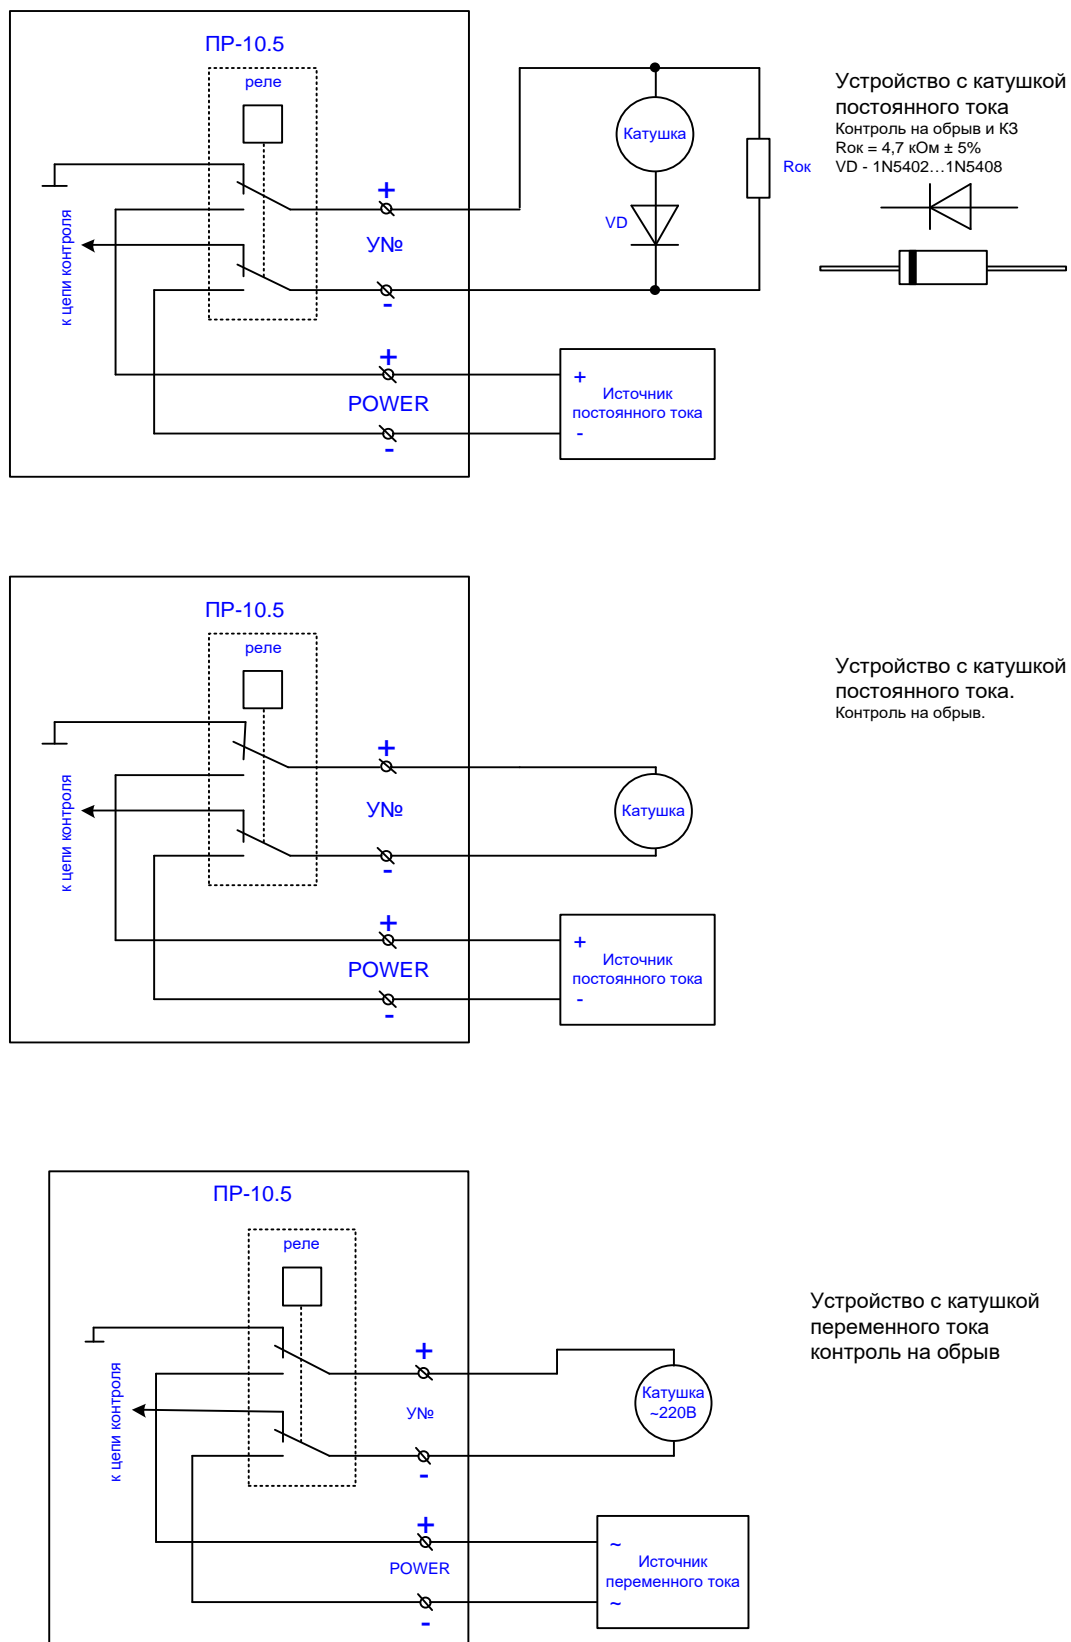 ПР-10.5
реле
к цепи контроля
+
У№
-
+
POWER
-
Катушка
VD
Rок
+
Источник
постоянного тока
-
Устройство с катушкой
постоянного тока
Контроль на обрыв и КЗ
Rок = 4,7 кОм ± 5%
VD - 1N5402...1N5408
ПР-10.5
реле
к цепи контроля
+
У№
-
+
POWER
-
Катушка
+
Источник
постоянного тока
-
Устройство с катушкой
постоянного тока.
Контроль на обрыв.
ПР-10.5
реле
к цепи контроля
+
У№
-
+
POWER
-
Катушка
~220В
~
Источник
переменного тока
~
Устройство с катушкой
переменного тока
контроль на обрыв